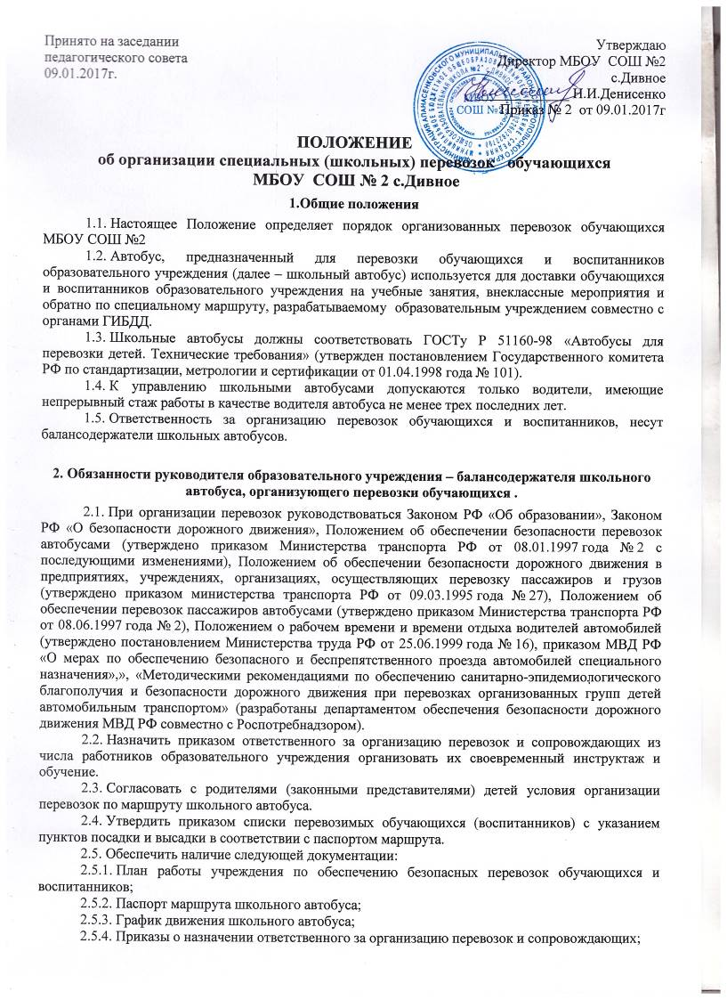 Принято на заседании
педагогического совета
09.01.2017г.
Утверждаю
Директор МБОУ СОШ №2
с.Дивное
Н.И.Денисенко
Приказ № 2 от 09.01.2017г
МБОУ
СОШ №2
ПОЛОЖЕНИЕ
об организации специальных (школьных) перевозок обучающихся
МБОУ СОШ № 2 с.Дивное
1.Общие положения
1.1. Настоящее Положение определяет порядок организованных перевозок обучающихся
МБОУ СОШ №2
1.2. Автобус, предназначенный для перевозки обучающихся и воспитанников
образовательного учреждения (далее – школьный автобус) используется для доставки обучающихся
и воспитанников образовательного учреждения на учебные занятия, внеклассные мероприятия и
обратно по специальному маршруту, разрабатываемому образовательным учреждением совместно с
органами ГИБДД.
1.3. Школьные автобусы должны соответствовать ГОСТу Р 51160-98 «Автобусы для
перевозки детей. Технические требования» (утвержден постановлением Государственного комитета
РФ по стандартизации, метрологии и сертификации от 01.04.1998 года № 101).
1.4. К управлению школьными автобусами допускаются только водители, имеющие
непрерывный стаж работы в качестве водителя автобуса не менее трех последних лет.
1.5. Ответственность за организацию перевозок обучающихся и воспитанников, несут
балансодержатели школьных автобусов.
2. Обязанности руководителя образовательного учреждения – балансодержателя школьного
автобуса, организующего перевозки обучающихся .
2.1. При организации перевозок руководствоваться Законом РФ «Об образовании», Законом
РФ «О безопасности дорожного движения», Положением об обеспечении безопасности перевозок
автобусами (утверждено приказом Министерства транспорта РФ от 08.01.1997 года № 2 с
последующими изменениями), Положением об обеспечении безопасности дорожного движения в
предприятиях, учреждениях, организациях, осуществляющих перевозку пассажиров и грузов
(утверждено приказом министерства транспорта РФ от 09.03.1995 года № 27), Положением об
обеспечении перевозок пассажиров автобусами (утверждено приказом Министерства транспорта РФ
от 08.06.1997 года № 2), Положением о рабочем времени и времени отдыха водителей автомобилей
(утверждено постановлением Министерства труда РФ от 25.06.1999 года № 16), приказом МВД РФ
«О мерах по обеспечению безопасного и беспрепятственного проезда автомобилей специального
назначения»,», «Методическими рекомендациями по обеспечению санитарно-эпидемиологического
благополучия и безопасности дорожного движения при перевозках организованных групп детей
автомобильным транспортом» (разработаны департаментом обеспечения безопасности дорожного
движения МВД РФ совместно с Роспотребнадзором).
2.2. Назначить приказом ответственного за организацию перевозок и сопровождающих из
числа работников образовательного учреждения организовать их своевременный инструктаж и
обучение.
2.3. Согласовать с родителями (законными представителями) детей условия организации
перевозок по маршруту школьного автобуса.
2.4. Утвердить приказом списки перевозимых обучающихся (воспитанников) с указанием
пунктов посадки и высадки в соответствии с паспортом маршрута.
2.5. Обеспечить наличие следующей документации:
2.5.1. План работы учреждения по обеспечению безопасных перевозок обучающихся и
воспитанников;
2.5.2. Паспорт маршрута школьного автобуса;
2.5.3. График движения школьного автобуса;
2.5.4. Приказы о назначении ответственного за организацию перевозок и сопровождающих;